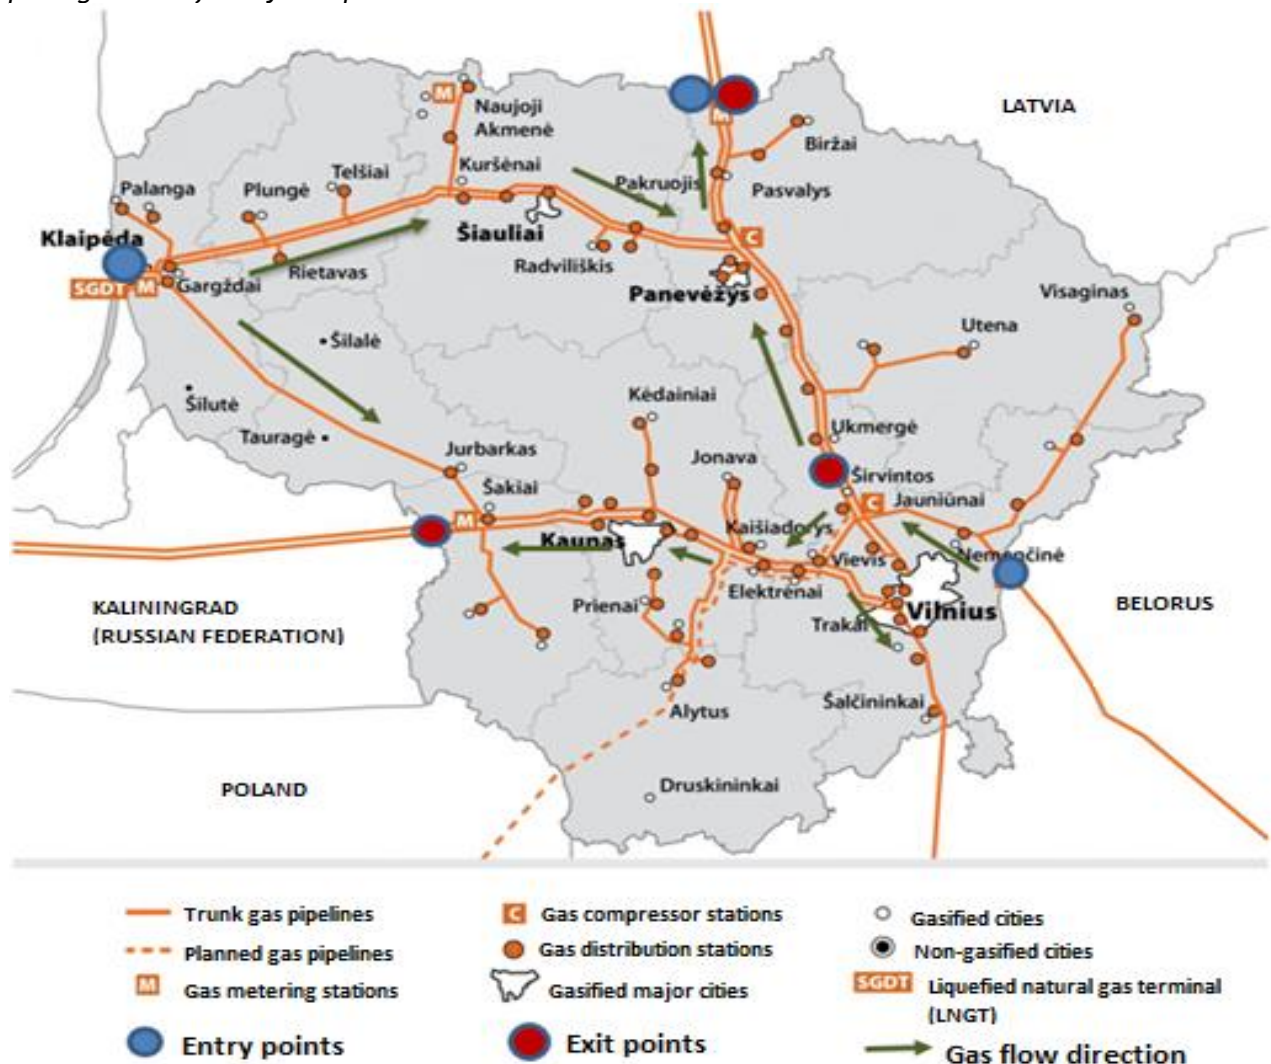 LATVIA
M
Naujoji
Akmenė
M
Biržai
Kuršėnai
Telšiai
Plungė
Palanga
Pakruojis
Pasvalys
Klaipėda
Šiauliai
C
Radviliškis
Rietavas
SGDT M
Gargždai
Panevėžys
Visaginas
Utena
Šilalė
Šilutė
Kėdainiai
Tauragė
Ukmergė
Jurbarkas
Jonava
Širvintos
Šakiai
C
Jauniūnai
M
Kaišiadorys
Kaunas
Nemenčinė
Vievis
Elektrėnai
KALININGRAD
(RUSSIAN FEDERATION)
Prienai
BELORUS
Vilnius
Trakai
Šalčininkai
Alytus
Druskininkai
POLAND
Trunk gas pipelines
C Gas compressor stations
Gasified cities
Planned gas pipelines
Gas distribution stations
Non-gasified cities
M Gas metering stations
Gasified major cities
SGDT Liquefied natural gas terminal
(LNGT)
Entry points
Exit points
Gas flow direction